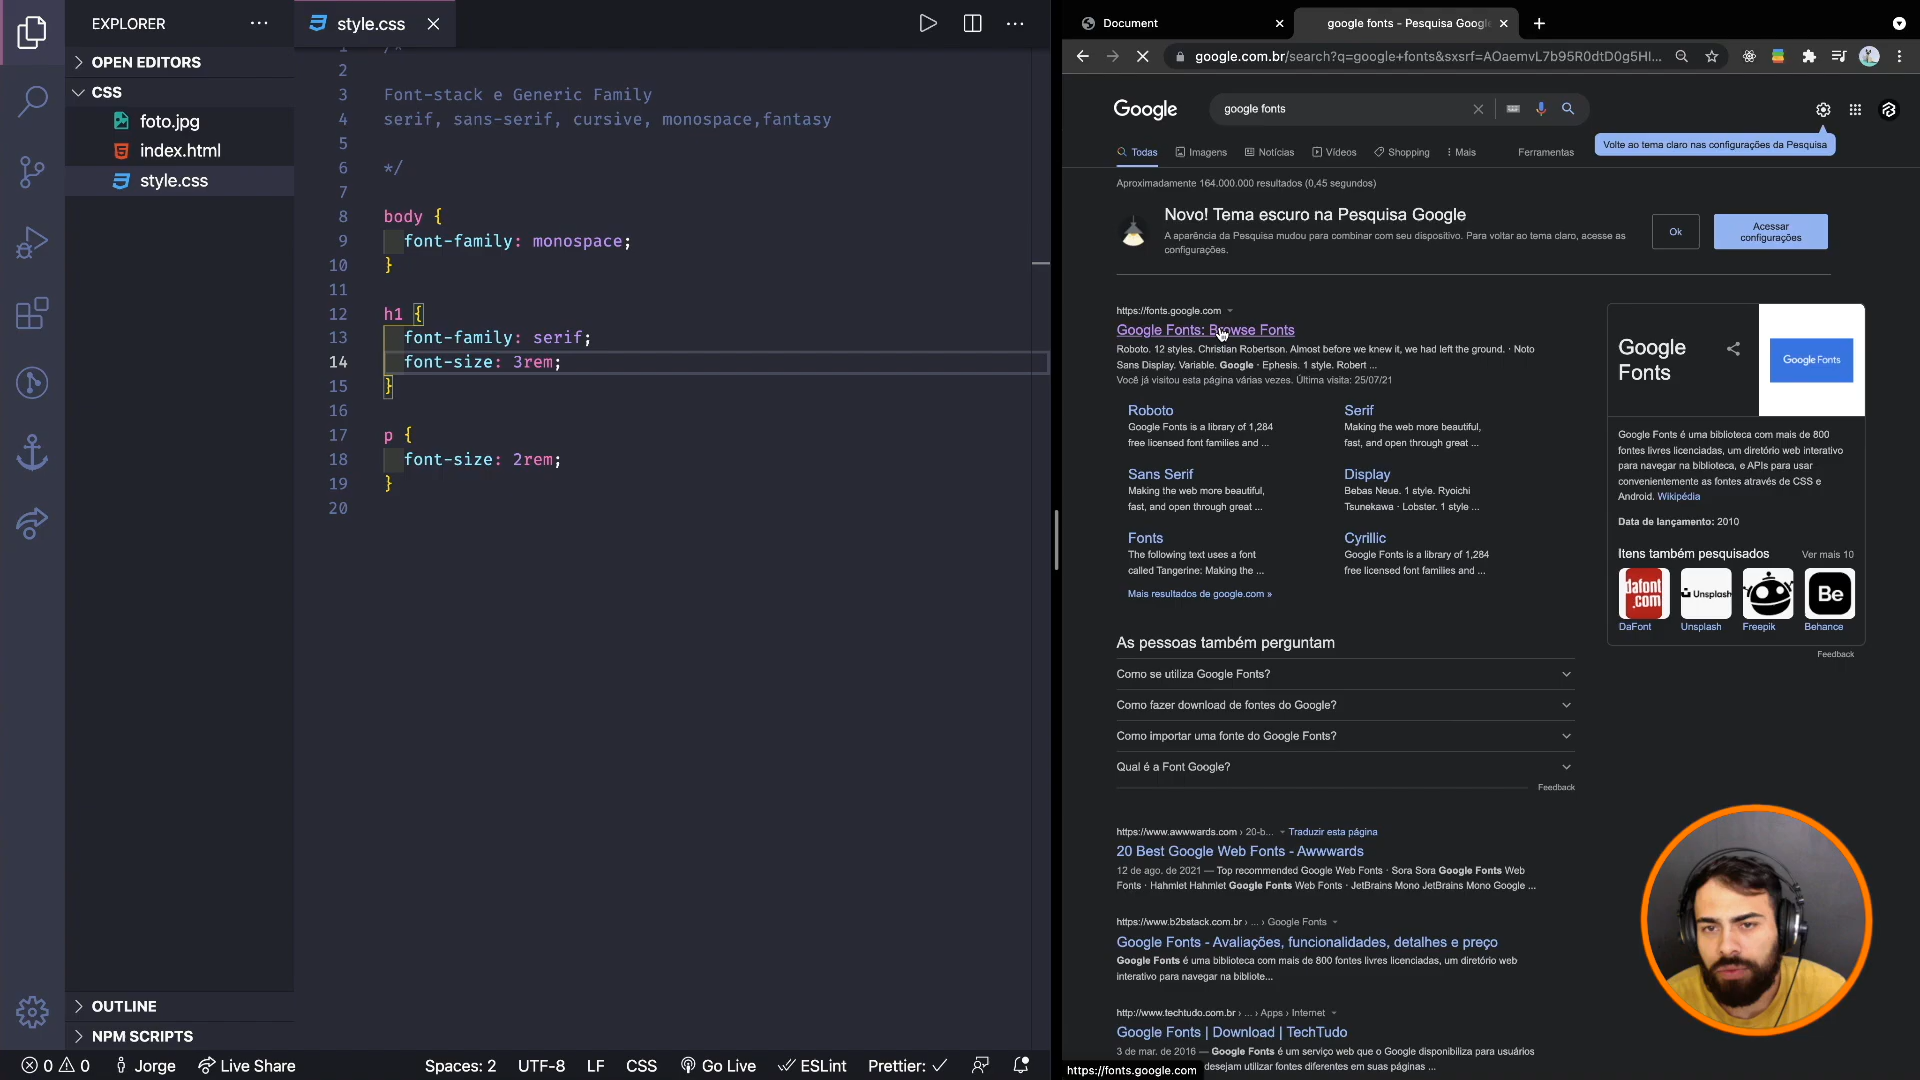 EXPLORER
OPEN EDITORS
CSS
foto.jpg
index.html
style.css
OUTLINE
NPM SCRIPTS
style.css
1 /*
2
3 Font-stack e Generic Family
4 serif, sans-serif, cursive, monospace,fantasy
5
6 */
7
8 body {
9 font-family: monospace;
10 }
11
12 h1 {
13 font-family: serif;
14 font-size: 3rem;
15 }
16
17 p {
18 font-size: 2rem;
19 }
20
0 0 Jorge Live Share Spaces: 2 UTF-8 LF CSS Go Live ESLint Prettier:
Document
google fonts - Pesquisa Googl
google.com.br/search?q=google+fonts&sxsrf=AOaemvL7b95R0dtD0g5HI...
Google google fonts
Todas Imagens Notícias Vídeos Shopping Mais Ferramentas
Volte ao tema claro nas configurações da Pesquisa
Aproximadamente 164.000.000 resultados (0,45 segundos)
Novo! Tema escuro na Pesquisa Google
A aparência da Pesquisa mudou para combinar com seu dispositivo. Para voltar ao tema claro, acesse as
configurações.
Ok
Acessar
configurações
https://fonts.google.com
Google Fonts: Browse Fonts
Roboto. 12 styles. Christian Robertson. Almost before we knew it, we had left the ground. · Noto
Sans Display. Variable. Google · Ephesis. 1 style. Robert ...
Você já visitou esta página várias vezes. Última visita: 25/07/21
Roboto
Google Fonts is a library of 1,284
free licensed font families and ...
Serif
Making the web more beautiful,
fast, and open through great ...
Sans Serif
Making the web more beautiful,
fast, and open through great ...
Display
Bebas Neue. 1 style. Ryoichi
Tsunekawa · Lobster. 1 style ...
Fonts
The following text uses a font
called Tangerine: Making the ...
Cyrillic
Google Fonts is a library of 1,284
free licensed font families and ...
Mais resultados de google.com »
As pessoas também perguntam
Como se utiliza Google Fonts?
Como fazer download de fontes do Google?
Como importar uma fonte do Google Fonts?
Qual é a Font Google?
Feedback
https://www.awwwards.com › 20-b... Traduzir esta página
20 Best Google Web Fonts - Awwwards
12 de ago. de 2021 — Top recommended Google Web Fonts · Sora Sora Google Fonts Web
Fonts · Hahmlet Hahmlet Google Fonts Web Fonts · JetBrains Mono JetBrains Mono Google ...
https://www.b2bstack.com.br › ... › Google Fonts
Google Fonts - Avaliações, funcionalidades, detalhes e preço
Google Fonts é uma biblioteca com mais de 800 fontes livres licenciadas, um diretório web
interativo para navegar na bibliote...
http://www.techtudo.com.br › ... › Apps › Internet
Google Fonts | Download | TechTudo
3 de mar. de 2016 — Google Fonts é um serviço web que o Google disponibiliza para usuários
desejam utilizar fontes diferentes em suas páginas ...
https://fonts.google.com
Google
Fonts
Google Fonts
Google Fonts é uma biblioteca com mais de 800
fontes livres licenciadas, um diretório web interativo
para navegar na biblioteca, e APIs para usar
convenientemente as fontes através de CSS e
Android. Wikipédia
Data de lançamento: 2010
Itens também pesquisados Ver mais 10
dafont
.com
Unsplash
Be
DaFont Unsplash Freepik Behance
Feedback